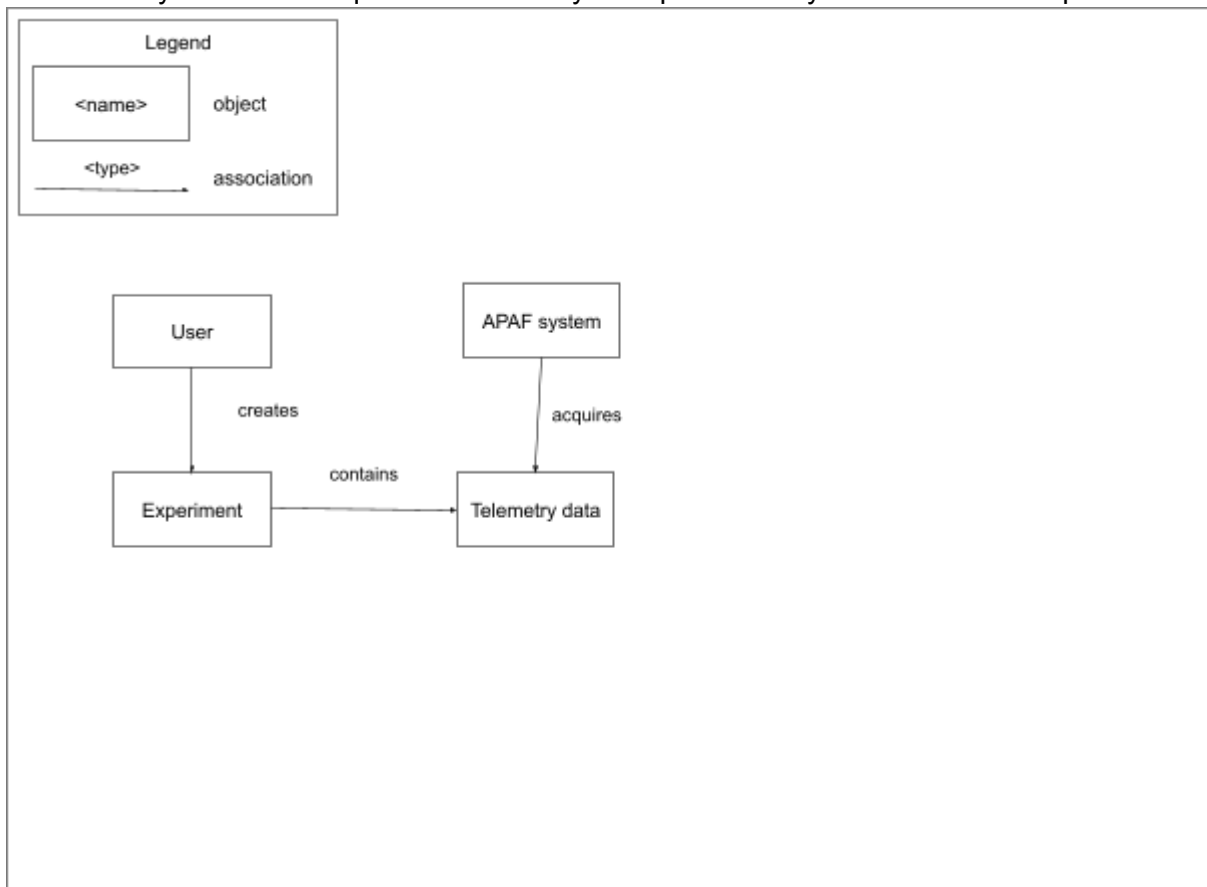 Legend
<name>
object
<type>
association
User
APAF system
creates
acquires
contains
Experiment
Telemetry data